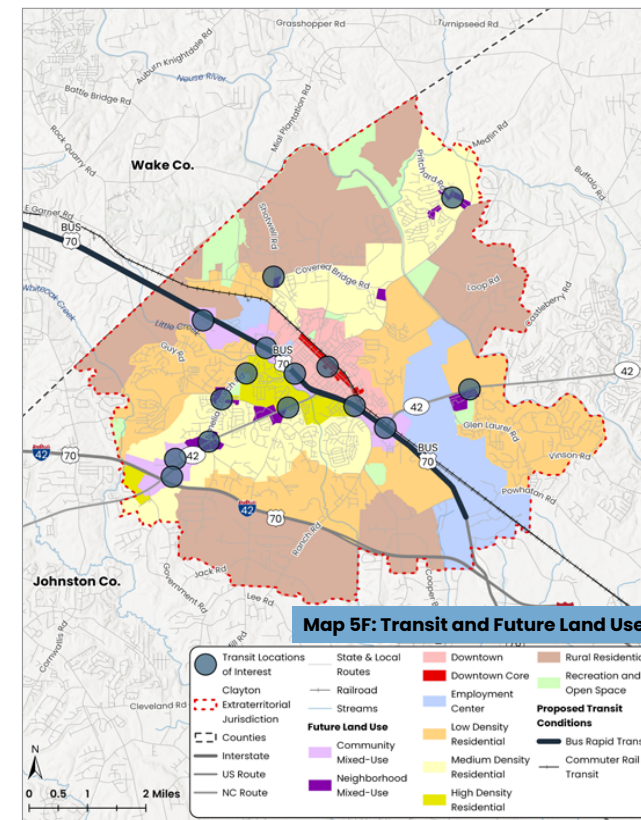 Grasshopper Rd
Turnipseed Rd
Auburn Knightdale Rd
Neuse River
Battle Bridge Rd
Mial Plantation Rd
Rock Quarry Rd
Medlin Rd
Wake Co.
Pritchard Rd
Buffalo Rd
E Garner Rd
Shotwell Rd
BUS
70
Covered Bridge Rd
Loop Rd
Castleberry Rd
Whiteoak Creek
Little Creek
Guy Rd
BUS
70
42
42
Glen Laurel Rd
42
BUS
70
Vinson Rd
42
70
Powhatan Rd
42
70
Ranch Rd
Johnston Co.
Jack Rd
Government Rd
Lee Rd
Cornwallis Rd
Cleveland Rd
Map 5F: Transit and Future Land Use
Transit Locations
of Interest
Clayton
Extraterritorial
Jurisdiction
Counties
Interstate
US Route
NC Route
State & Local
Routes
Railroad
Streams
Future Land Use
Community
Mixed-Use
Neighborhood
Mixed-Use
Downtown
Downtown Core
Employment
Center
Low Density
Residential
Medium Density
Residential
High Density
Residential
Rural Residentia
Recreation and
Open Space
Proposed Transit
Conditions
Bus Rapid Trans
Commuter Rail
Transit
N
0 0.5 1 2 Miles